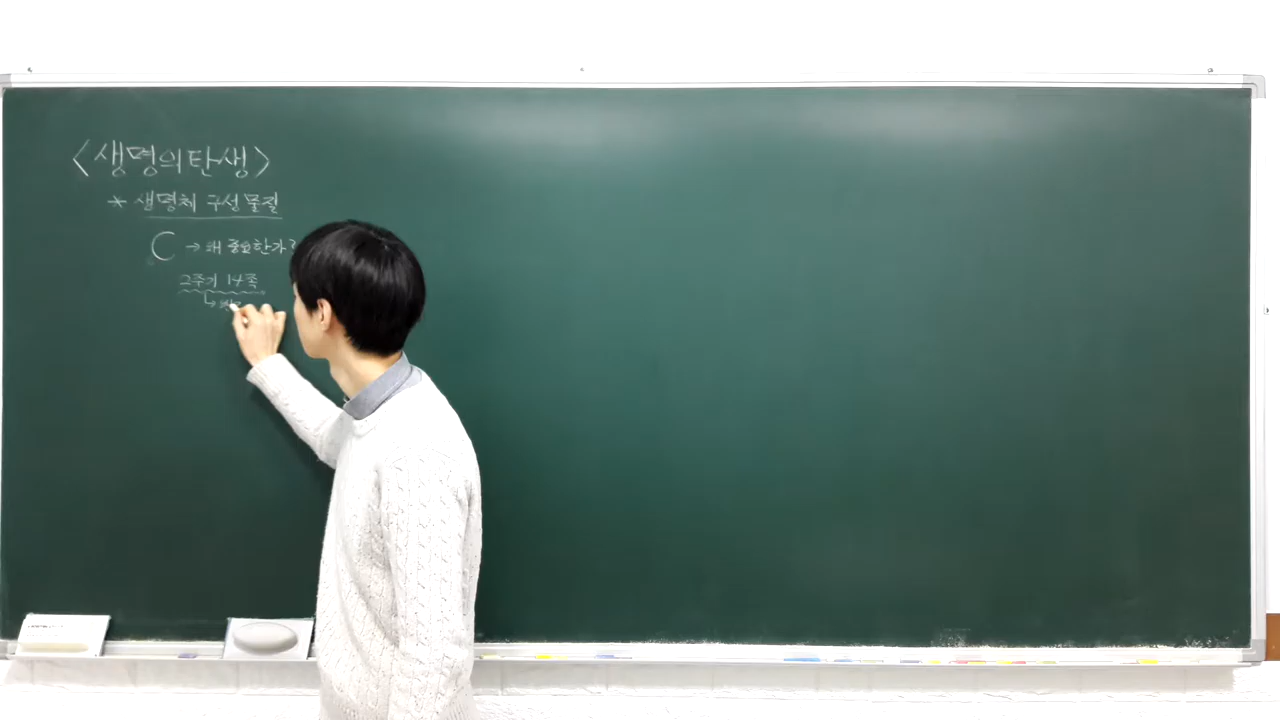 <생명의 탄생>
* 생명체 구성 물질
C → 왜 중요한가?
2주기 14족